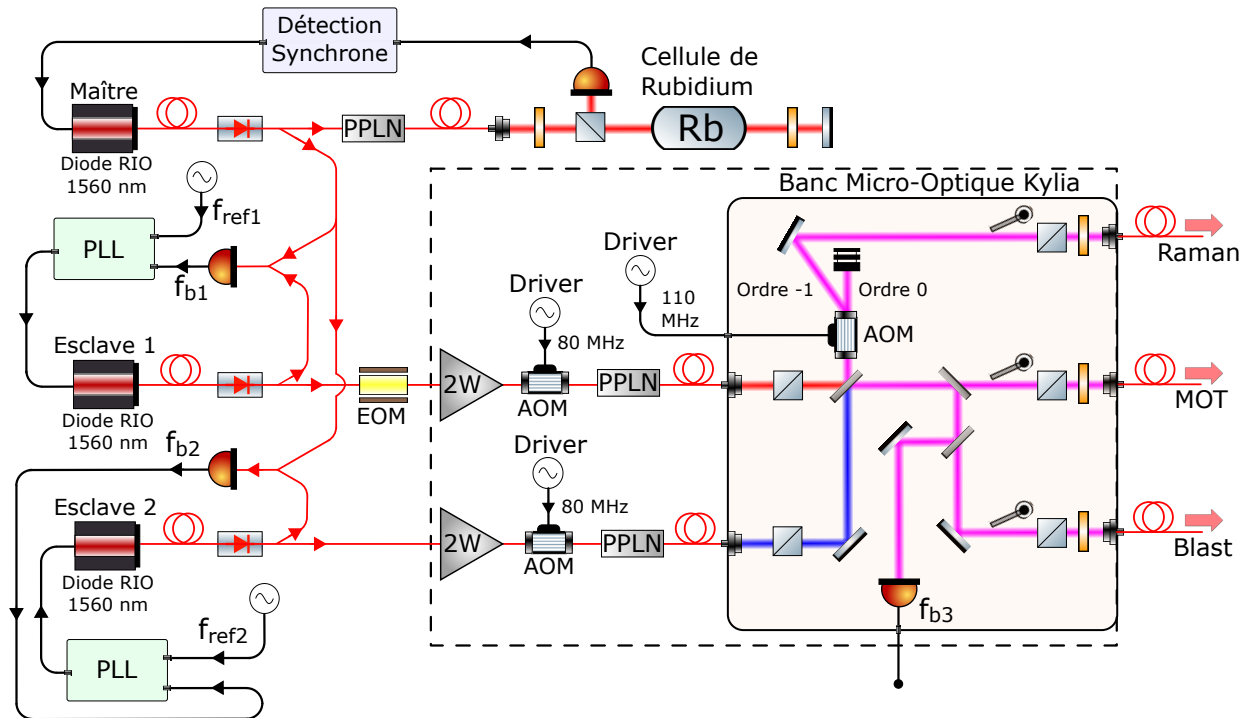 Détection
Synchrone
Cellule de
Rubidium
Maître
PPLN
Rb
Diode RIO
1560 nm
Banc Micro-Optique Kylia
f_ref1
PLL
Raman
Driver
f_b1
Ordre -1
Ordre 0
Driver
110
MHz
AOM
Esclave 1
80 MHz
2W
PPLN
AOM
EOM
MOT
Diode RIO
1560 nm
Driver
f_b2
Esclave 2
80 MHz
2W
PPLN
AOM
Blast
Diode RIO
1560 nm
f_b3
f_ref2
PLL